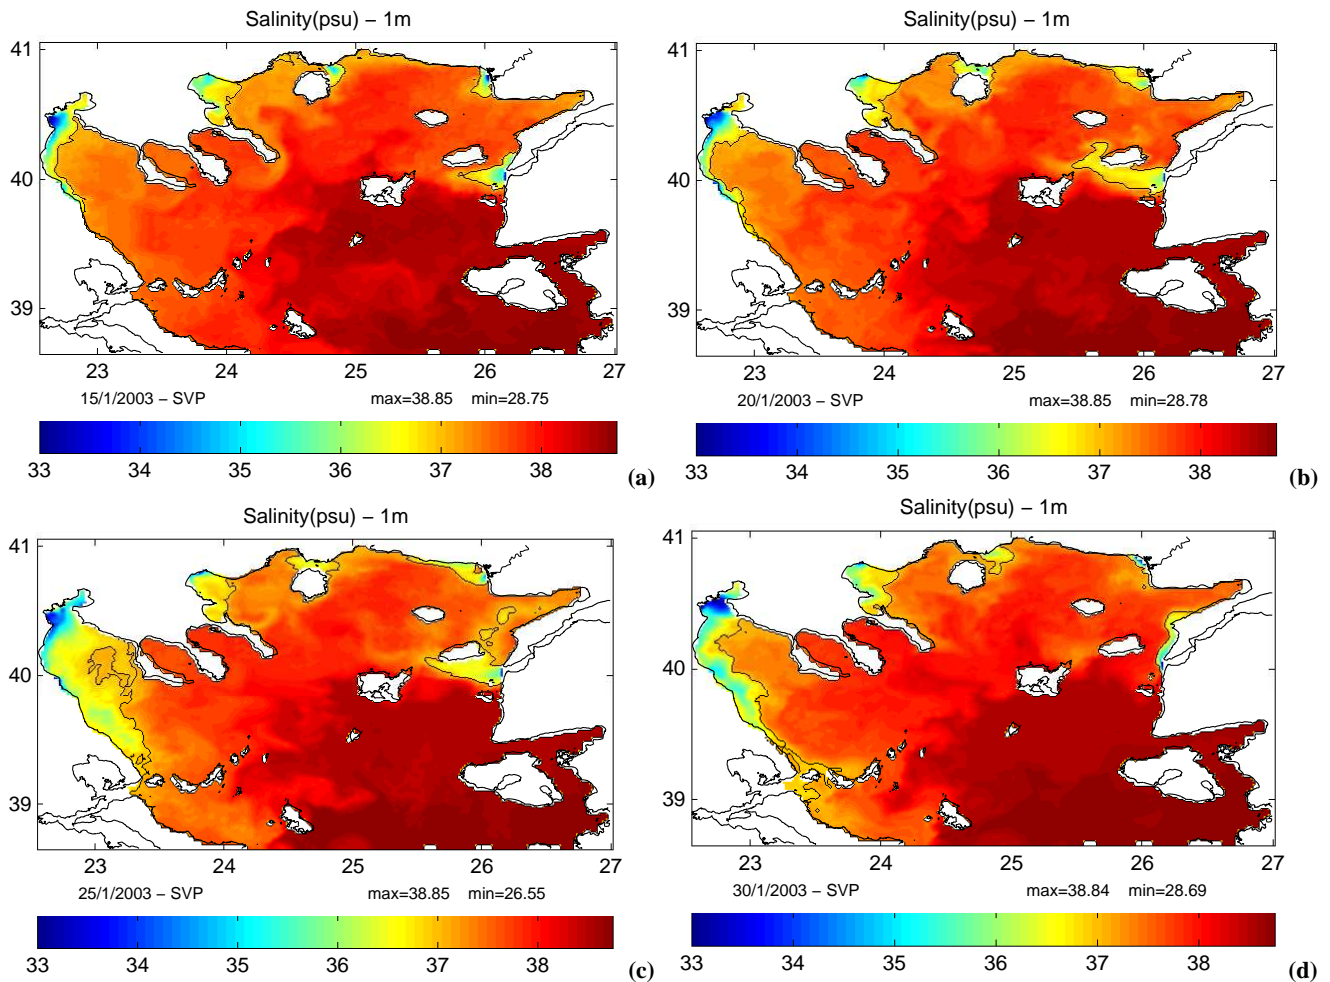 Salinity(psu) – 1m
41
40
39
23 24 25 26 27
15/1/2003 – SVP max=38.85 min=28.75
33 34 35 36 37 38
(a)
Salinity(psu) – 1m
41
40
39
23 24 25 26 27
20/1/2003 – SVP max=38.85 min=28.78
33 34 35 36 37 38
(b)
Salinity(psu) – 1m
41
40
39
23 24 25 26 27
25/1/2003 – SVP max=38.85 min=26.55
33 34 35 36 37 38
(c)
Salinity(psu) – 1m
41
40
39
23 24 25 26 27
30/1/2003 – SVP max=38.84 min=28.69
33 34 35 36 37 38
(d)